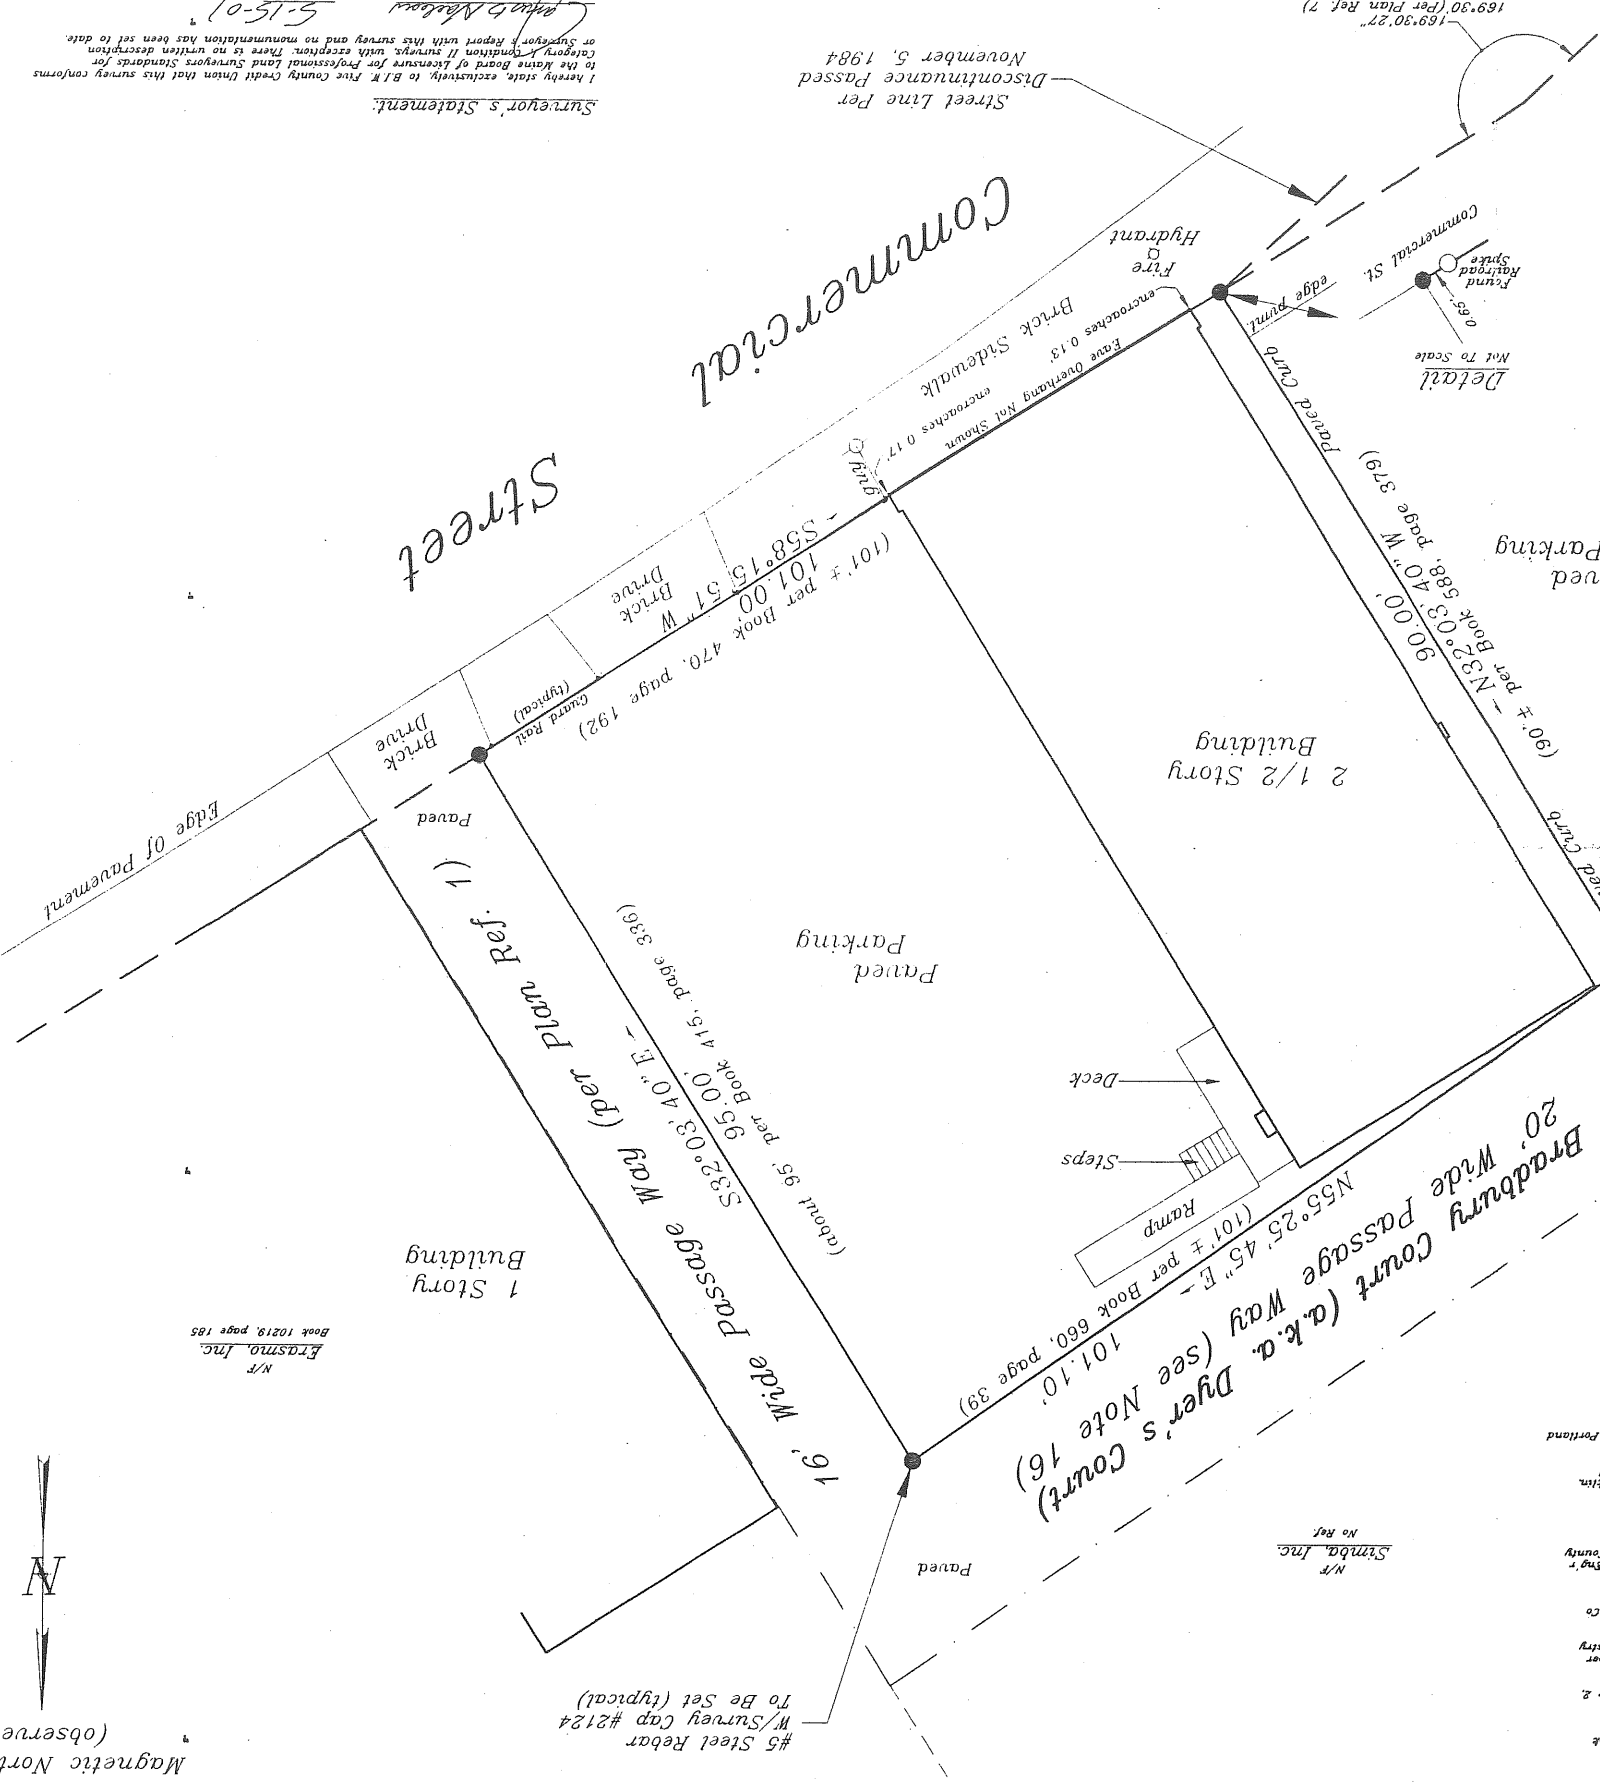 Magnetic Nort
(observe
N
#5 Steel Rebar
W/Survey Cap #2124
To Be Set (typical)
N/F
Simba, Inc.
No Ref.
Paved
Portland
County
Co
Bradbury Court (a.k.a. Dyer's Court)
20' Wide Passage Way (see Note 16)
N55°25'45"E -
101.10'
(101'± per Book 660, page 39)
N/F
Erasmo, Inc.
Book 10219, page 185
1 Story
Building
16' Wide Passage Way (per Plan Ref. 1)
S32°03'40"E -
95.00'
(about 95' per Book 415, page 336)
Ramp
Steps
Deck
Paved
Parking
2 1/2 Story
Building
- N32°03'40"W
90.00'
(90'± per Book 588, page 379)
Paved Curb
Paved
Edge Of Pavement
Brick
Drive
Guard Rail
(typical)
Brick
Drive
- S58°15'51"W
101.00'
(101'± per Book 470, page 192)
guy
encroaches 0.17'
Eave Overhang Not Shown
encroaches 0.13'
Brick Sidewalk
Fire
Hydrant
Paved Curb
edge pvmt.
Parking
Detail
Not To Scale
0.65'
Found
Railroad
Spike
Commercial St.
Commercial
Street
Street Line Per
Discontinuance Passed
November 5, 1984
169°30'27"
169°30' (Per Plan Ref. 7)
Surveyor's Statement:
I hereby state, exclusively, to B.I.W. Five County Credit Union that this survey conforms
to the Maine Board of Licensure for Professional Land Surveyors Standards for
Category 1, Condition II surveys, with exception: There is no written description
or Surveyor's Report with this survey and no monumentation has been set to date.